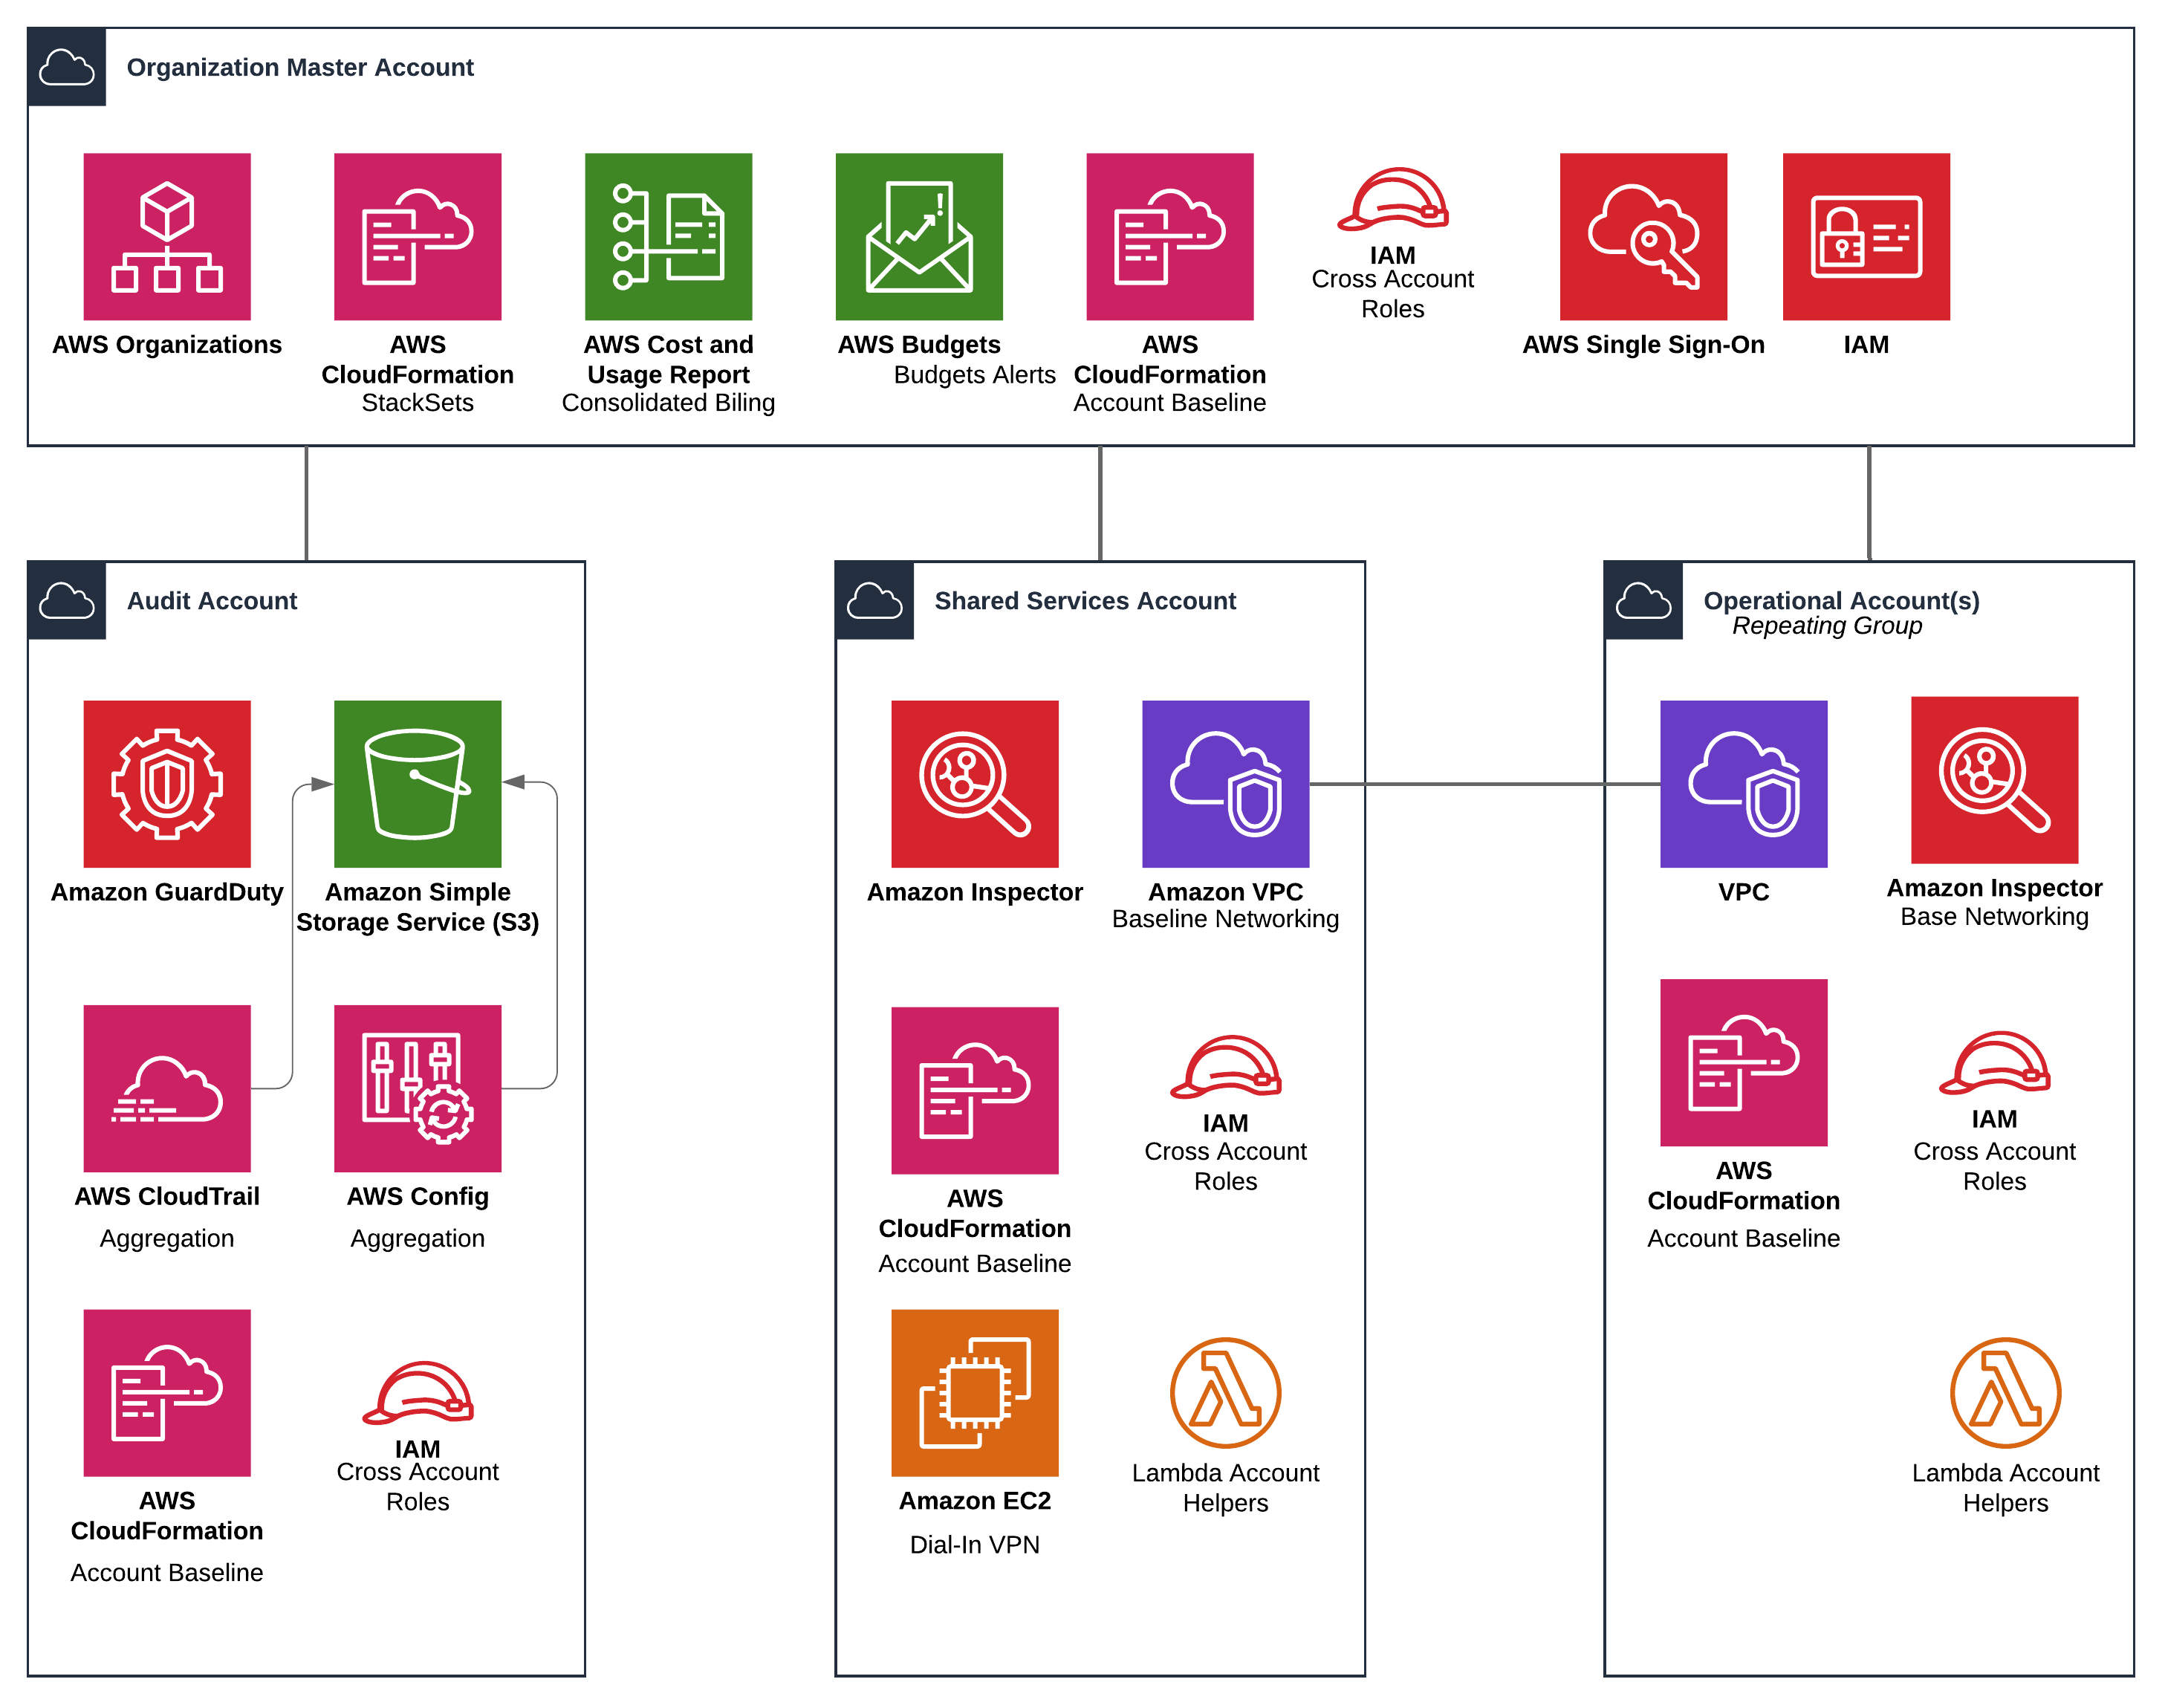 Organization Master Account
AWS Organizations
AWS
CloudFormation
StackSets
AWS Cost and
Usage Report
Consolidated Biling
AWS Budgets
Budgets Alerts
AWS
CloudFormation
Account Baseline
IAM
Cross Account
Roles
AWS Single Sign-On
IAM
Audit Account
Amazon GuardDuty
Amazon Simple
Storage Service (S3)
AWS CloudTrail
Aggregation
AWS Config
Aggregation
AWS
CloudFormation
Account Baseline
IAM
Cross Account
Roles
Shared Services Account
Amazon Inspector
Amazon VPC
Baseline Networking
AWS
CloudFormation
Account Baseline
IAM
Cross Account
Roles
Amazon EC2
Dial-In VPN
Lambda Account
Helpers
Operational Account(s)
Repeating Group
VPC
Amazon Inspector
Base Networking
AWS
CloudFormation
Account Baseline
IAM
Cross Account
Roles
Lambda Account
Helpers